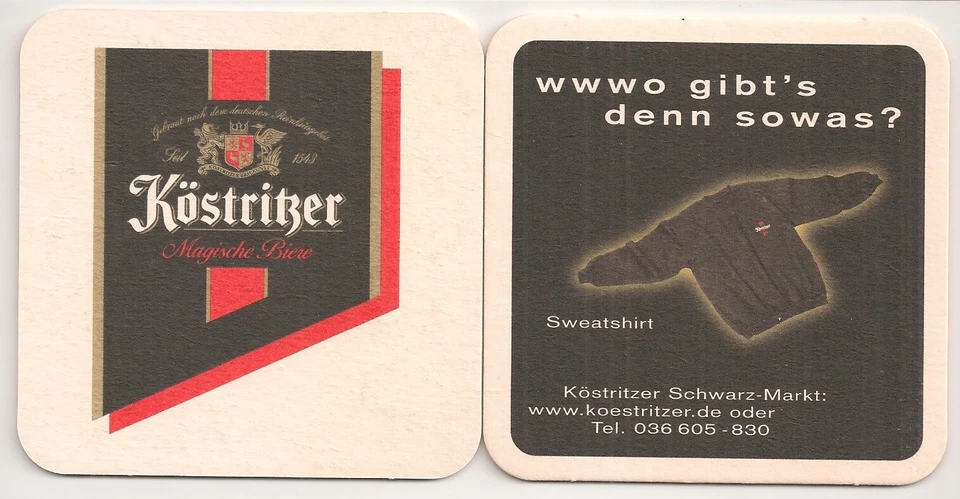 Gebraut nach dem deutschen Reinheitsgebot
Seit 1543
Köstritzer
Magische Biere
wwwo gibt's
denn sowas?
Sweatshirt
Köstritzer Schwarz-Markt:
www.koestritzer.de oder
Tel. 036 605-830